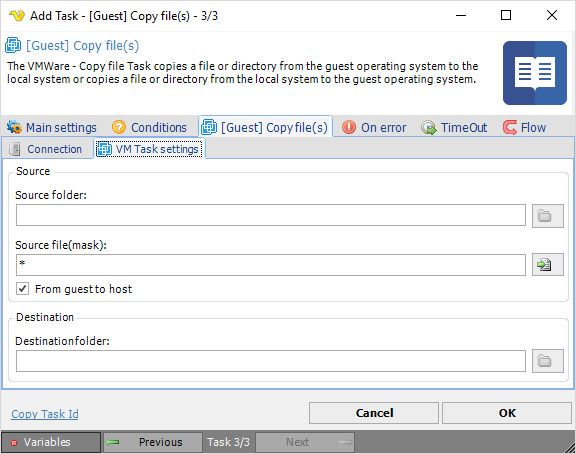 Add Task - [Guest] Copy file(s) - 3/3
[Guest] Copy file(s)
The VMWare - Copy file Task copies a file or directory from the guest operating system to the
local system or copies a file or directory from the local system to the guest operating system.
Main settings Conditions [Guest] Copy file(s) On error TimeOut Flow
Connection VM Task settings
Source
Source folder:
Source file(mask):
*
From guest to host
Destination
Destination folder:
Copy Task Id Cancel OK
Variables Previous Task 3/3 Next